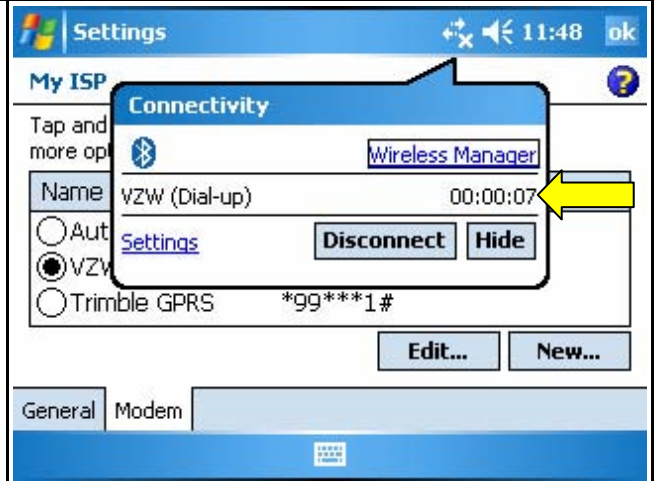 Settings 11:48 ok
My ISP
Connectivity
Tap and
more opt
Wireless Manager
Name
VZW (Dial-up) 00:00:07
Aut
Settings Disconnect Hide
VZW
Trimble GPRS *99***1#
Edit... New...
General Modem